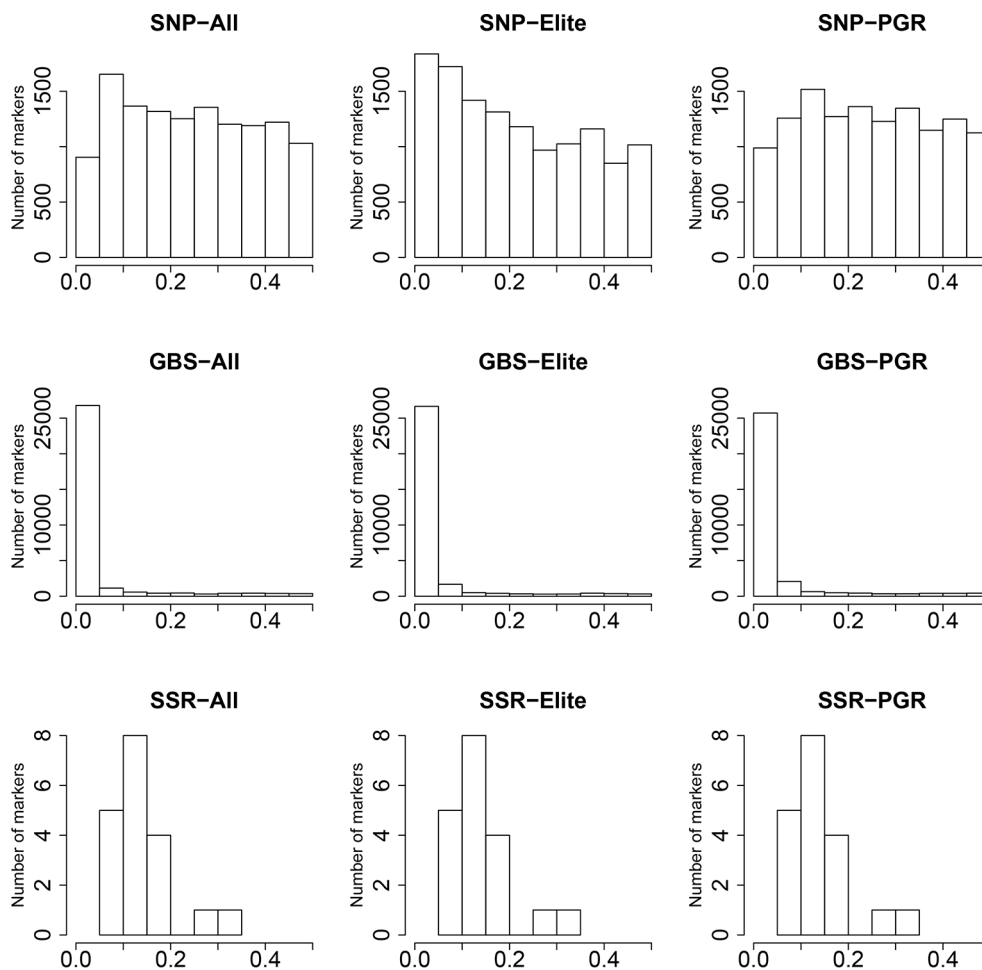 SNP−All
SNP−Elite
SNP−PGR
Number of markers
0 500 1500
0.0 0.2 0.4
Number of markers
0 500 1500
0.0 0.2 0.4
Number of markers
0 500 1500
0.0 0.2 0.4
GBS−All
GBS−Elite
GBS−PGR
Number of markers
0 10000 25000
0.0 0.2 0.4
Number of markers
0 10000 25000
0.0 0.2 0.4
Number of markers
0 10000 25000
0.0 0.2 0.4
SSR−All
SSR−Elite
SSR−PGR
Number of markers
0 2 4 6 8
0.0 0.2 0.4
Number of markers
0 2 4 6 8
0.0 0.2 0.4
Number of markers
0 2 4 6 8
0.0 0.2 0.4